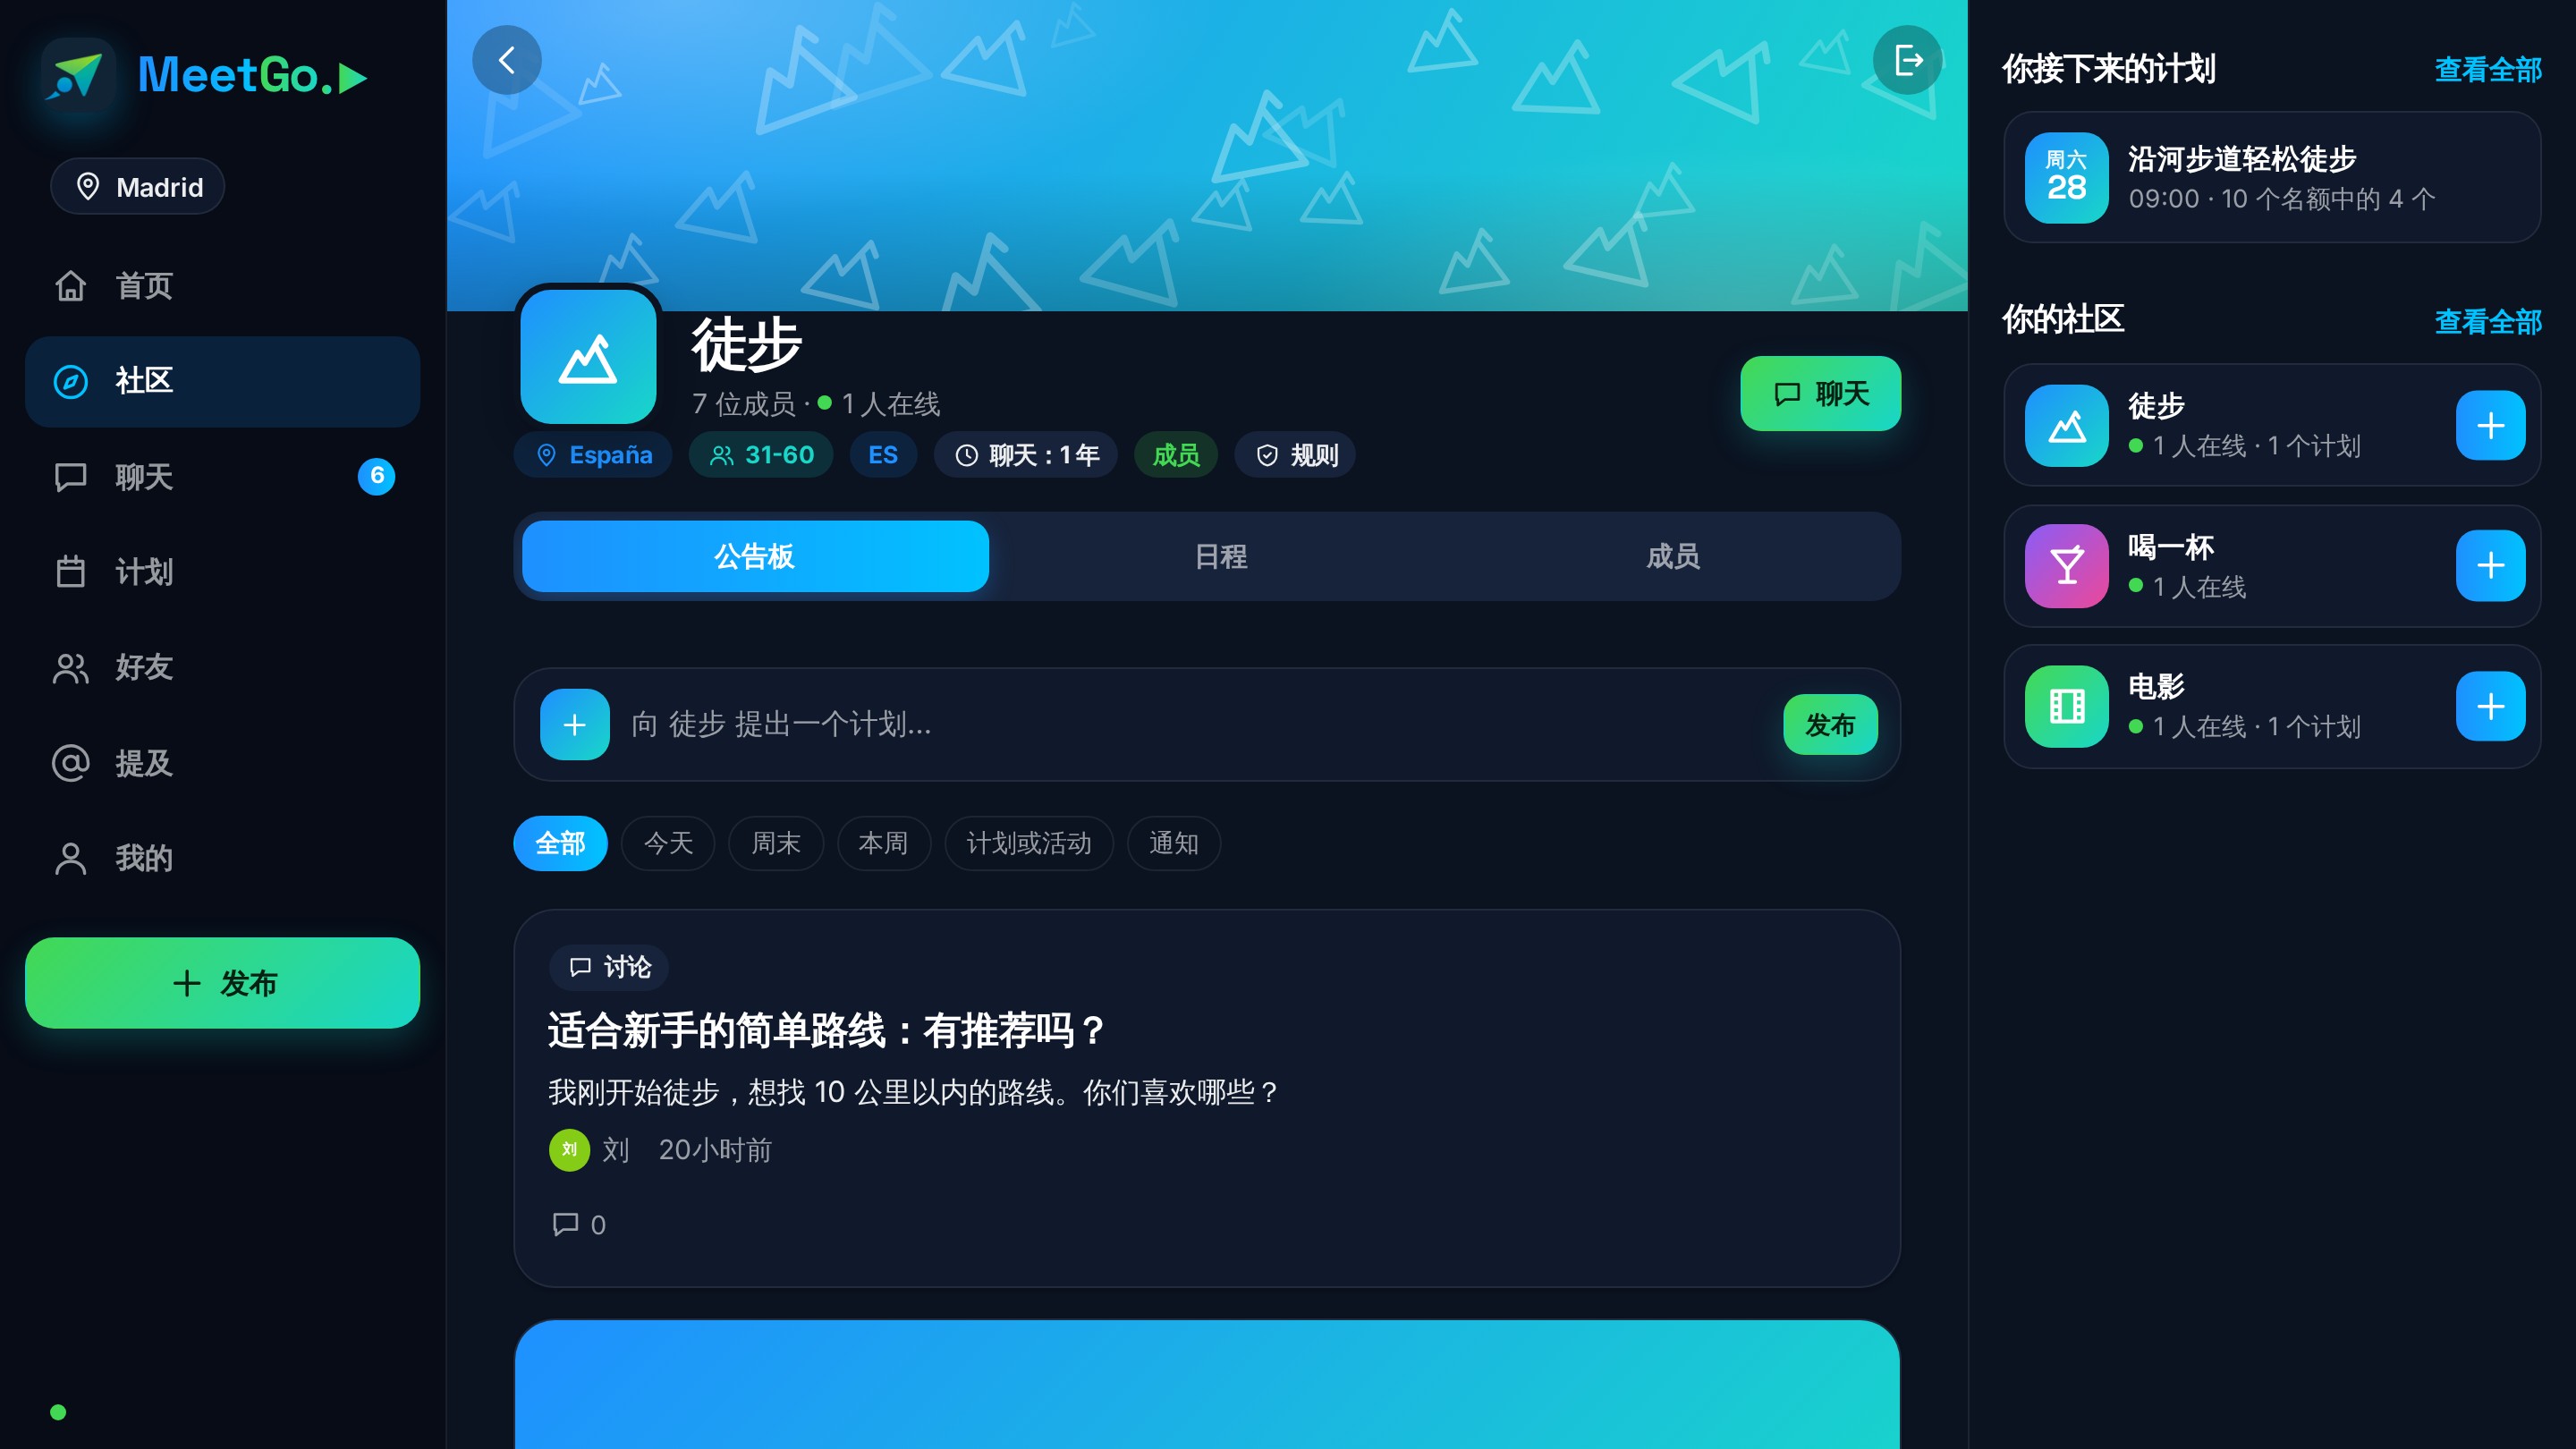 MeetGo.
Madrid
首页
社区
聊天
6
计划
好友
提及
我的
发布
徒步
7 位成员 · 1 人在线
聊天
España
31-60
ES
聊天：1 年
成员
规则
公告板
日程
成员
向 徒步 提出一个计划...
发布
全部
今天
周末
本周
计划或活动
通知
讨论
适合新手的简单路线：有推荐吗？
我刚开始徒步，想找 10 公里以内的路线。你们喜欢哪些？
刘
刘 20小时前
0
你接下来的计划
查看全部
周六
28
沿河步道轻松徒步
09:00 · 10 个名额中的 4 个
你的社区
查看全部
徒步
1 人在线 · 1 个计划
喝一杯
1 人在线
电影
1 人在线 · 1 个计划